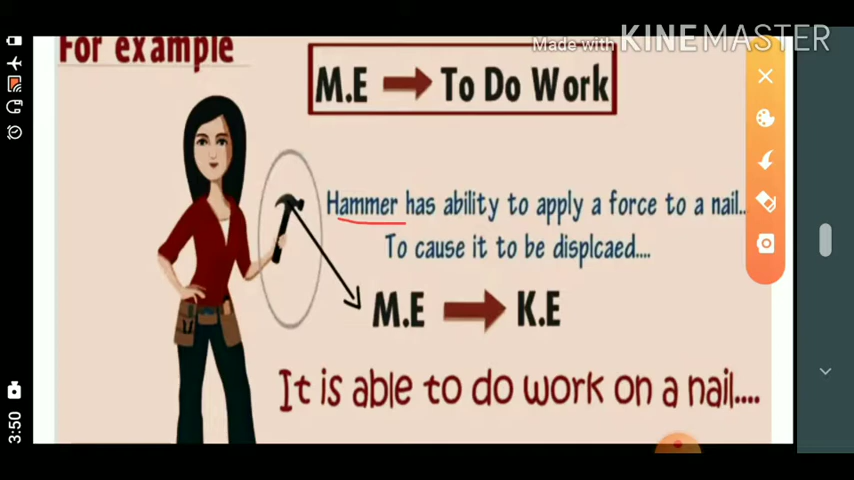 Made with KINEMASTER
For example
M.E To Do Work
Hammer has ability to apply a force to a nail..
To cause it to be displcaed....
M.E K.E
It is able to do work on a nail....
3:50